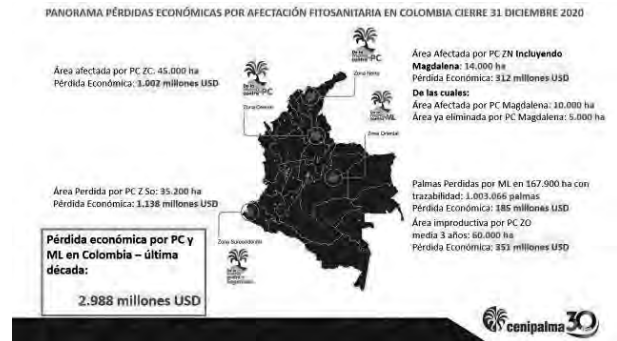 PANORAMA PÉRDIDAS ECONÓMICAS POR AFECTACIÓN FITOSANITARIA EN COLOMBIA CIERRE 31 DICIEMBRE 2020
Área afectada por PC ZC: 45.000 ha
Pérdida Económica: 1.002 millones USD
PC
Zona Norte
Área Afectada por PC ZN Incluyendo
Magdalena: 14.000 ha
Pérdida Económica: 312 millones USD
De las cuales:
Área Afectada por PC Magdalena: 10.000 ha
Área ya eliminada por PC Magdalena: 5.000 ha
PC
Zona Central
ML
Zona Oriental
Área Perdida por PC Z So: 35.200 ha
Pérdida Económica: 1.138 millones USD
Palmas Perdidas por ML en 167.900 ha con
trazabilidad: 1.003.066 palmas
Pérdida Económica: 185 millones USD
Área improductiva por PC ZO
media 3 años: 60.000 ha
Pérdida Económica: 351 millones USD
Zona Suroccidental
Pérdida económica por PC y
ML en Colombia – última
década:
2.988 millones USD
cenipalma 30